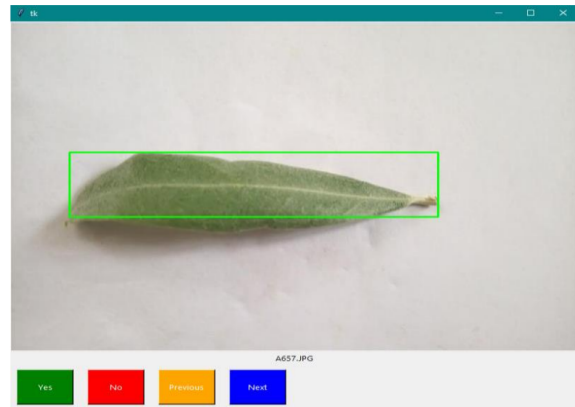 tk
A657.JPG
Yes
No
Previous
Next